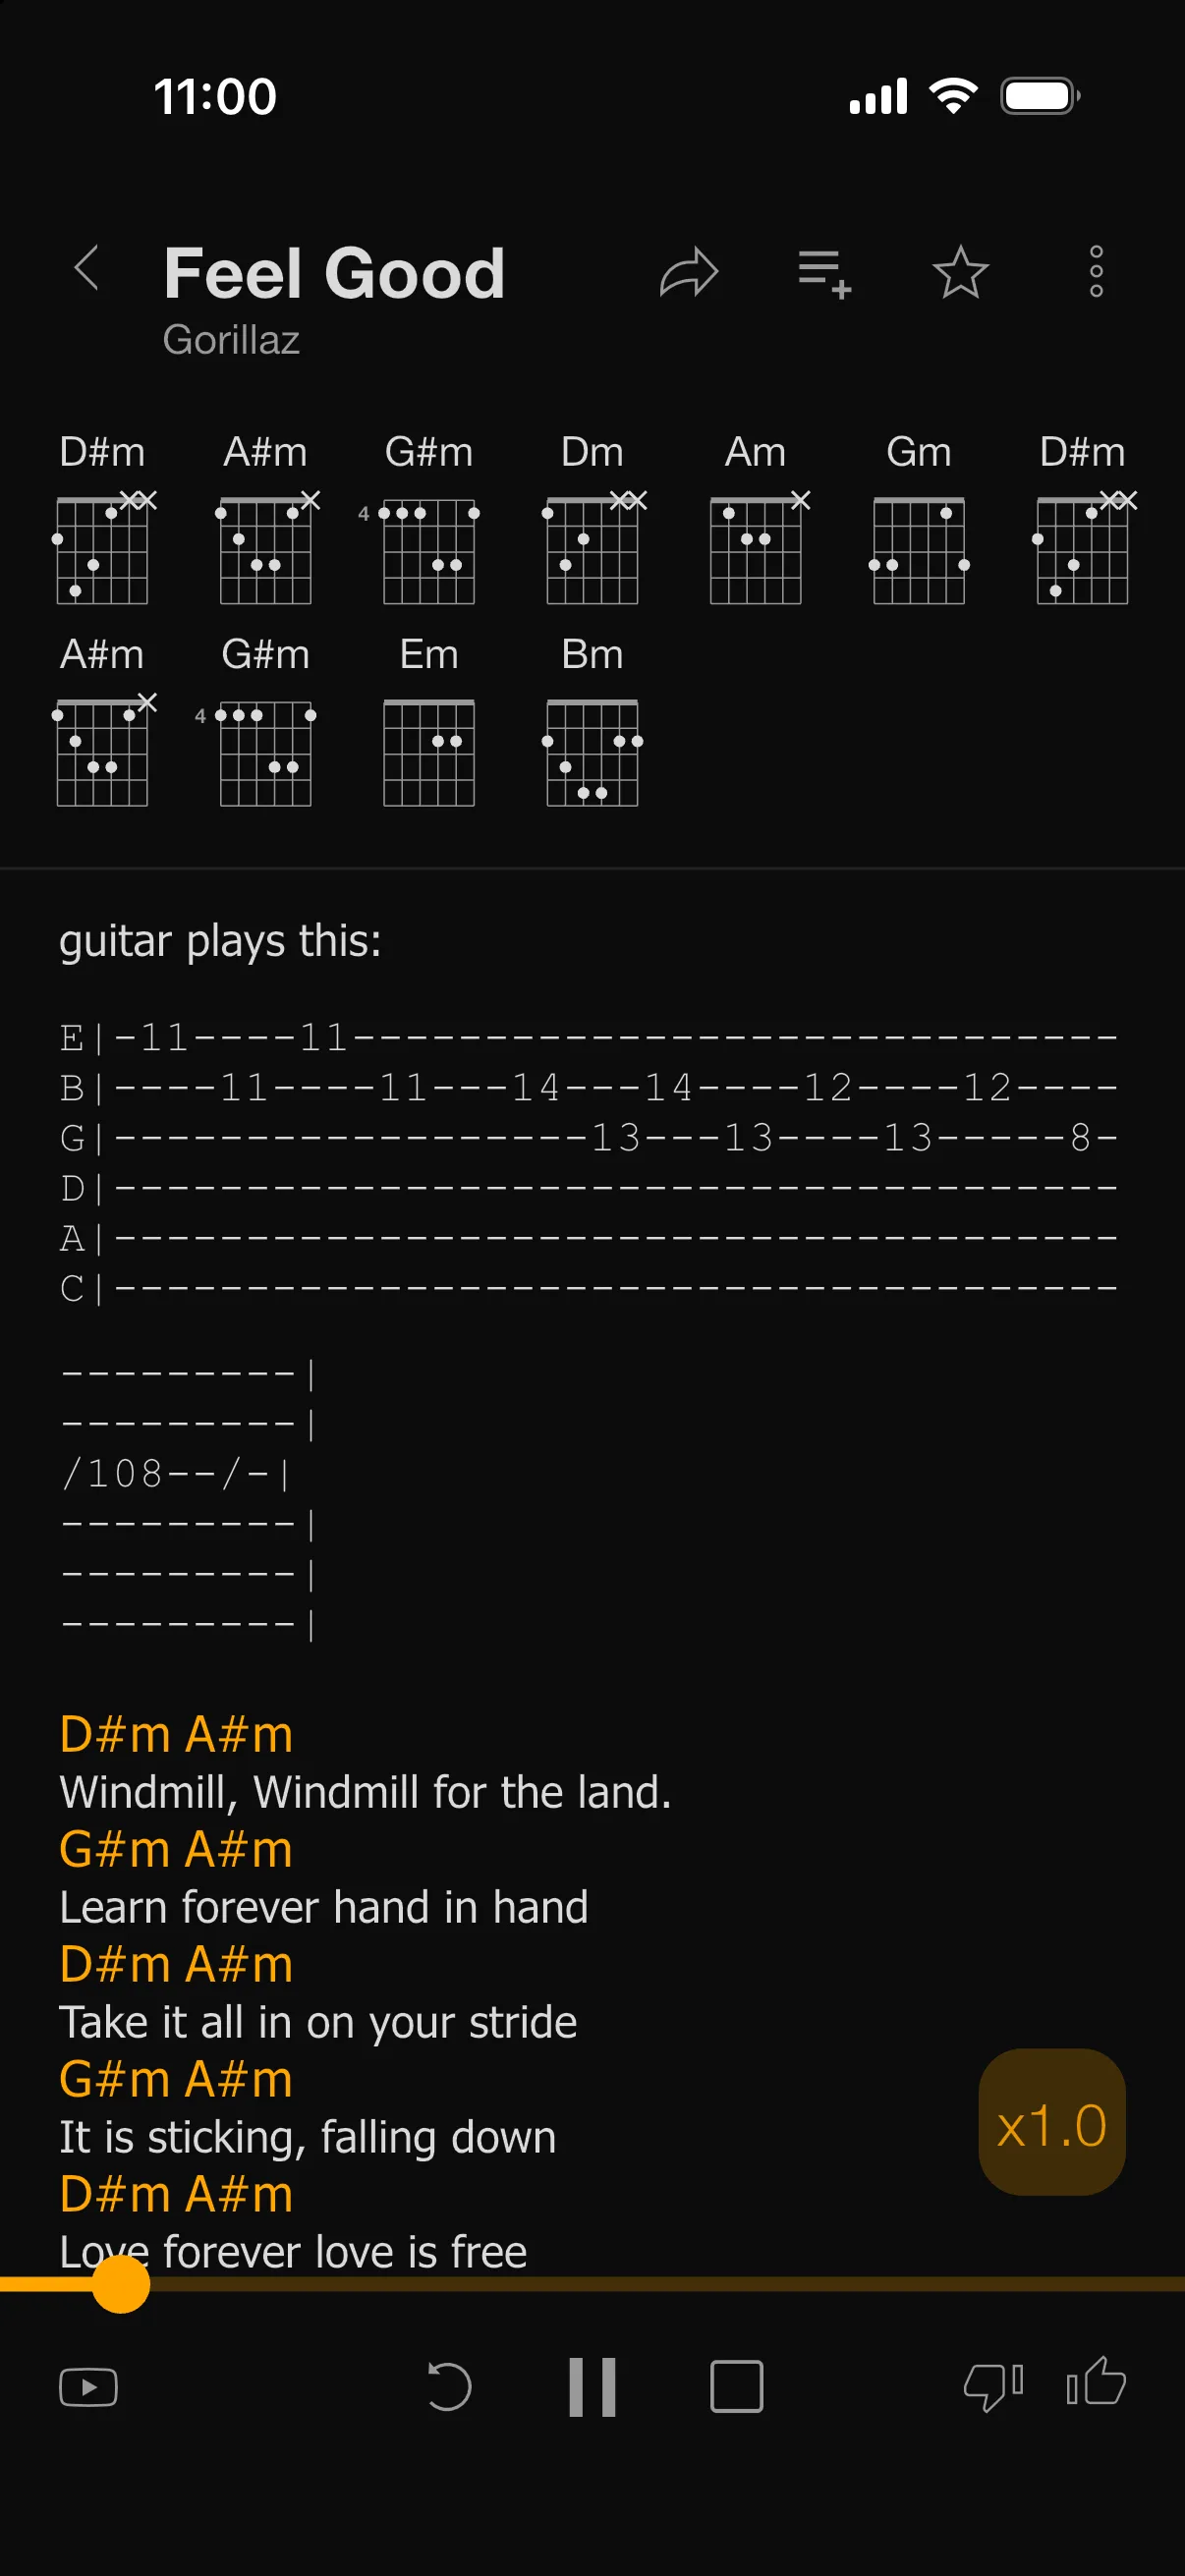 11:00
Feel Good
Gorillaz
D#m A#m G#m Dm Am Gm D#m
4
A#m G#m Em Bm
4
guitar plays this:
E|-11----11-----------------------------
B|----11----11---14---14----12----12----
G|------------------13---13----13-----8-
D|--------------------------------------
A|--------------------------------------
C|--------------------------------------
---------|
---------|
/108--/-|
---------|
---------|
---------|
D#m A#m
Windmill, Windmill for the land.
G#m A#m
Learn forever hand in hand
D#m A#m
Take it all in on your stride
G#m A#m
It is sticking, falling down
D#m A#m
Love forever love is free
x1.0